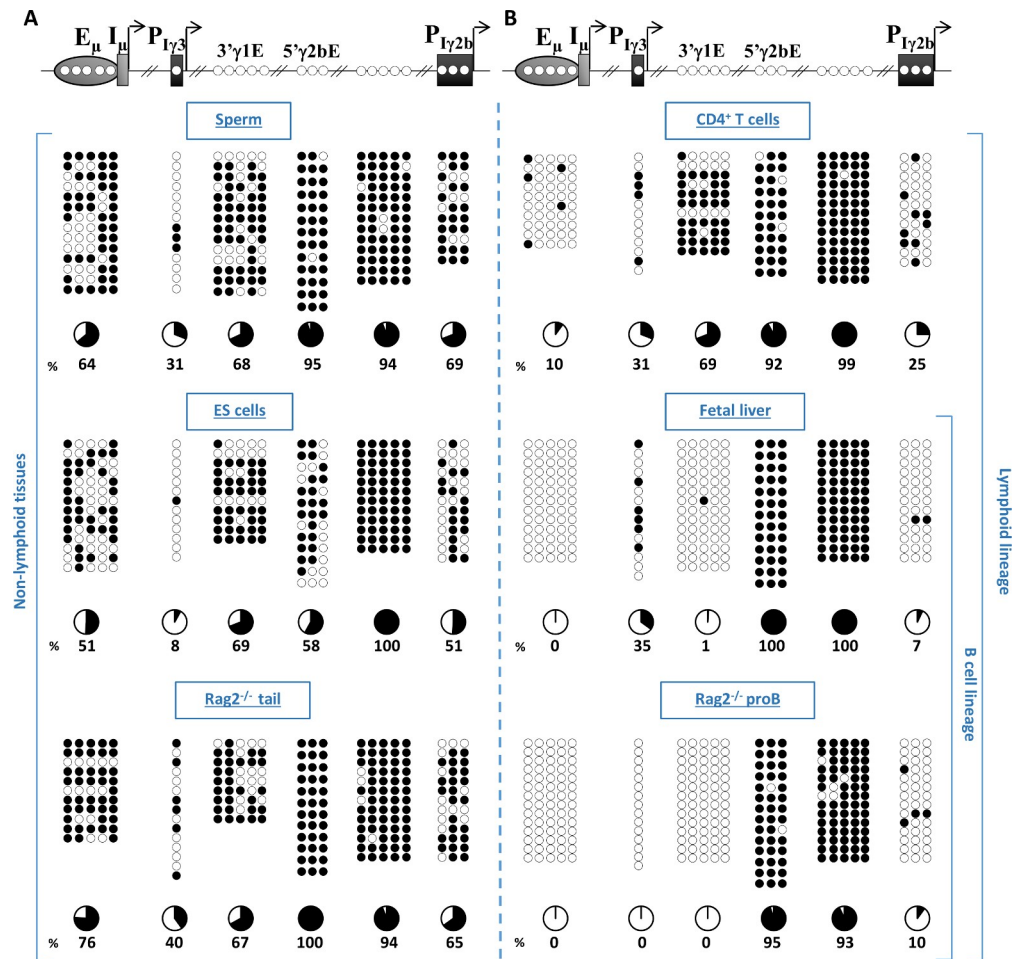 A
B
Eμ Iμ PIγ3 3'γ1E 5'γ2bE PIγ2b
Eμ Iμ PIγ3 3'γ1E 5'γ2bE PIγ2b
Sperm
% 64 31 68 95 94 69
ES cells
% 51 8 69 58 100 51
Rag2-/- tail
% 76 40 67 100 94 65
Non-lymphoid tissues
CD4+ T cells
% 10 31 69 92 99 25
Fetal liver
% 0 35 1 100 100 7
Rag2-/- proB
% 0 0 0 95 93 10
B cell lineage
Lymphoid lineage